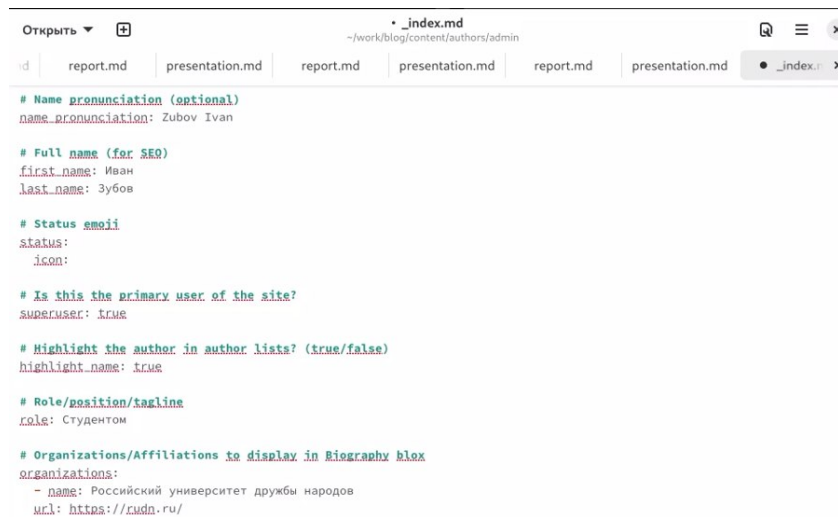 Открыть
• _index.md
~/work/blog/content/authors/admin
report.md presentation.md report.md presentation.md report.md presentation.md • _index.
# Name pronunciation (optional)
name_pronunciation: Zubov Ivan
# Full name (for SEO)
first_name: Иван
last_name: Зубов
# Status emoji
status:
icon:
# Is this the primary user of the site?
superuser: true
# Highlight the author in author lists? (true/false)
highlight_name: true
# Role/position/tagline
role: Студентом
# Organizations/Affiliations to display in Biography blox
organizations:
- name: Российский университет дружбы народов
url: https://rudn.ru/